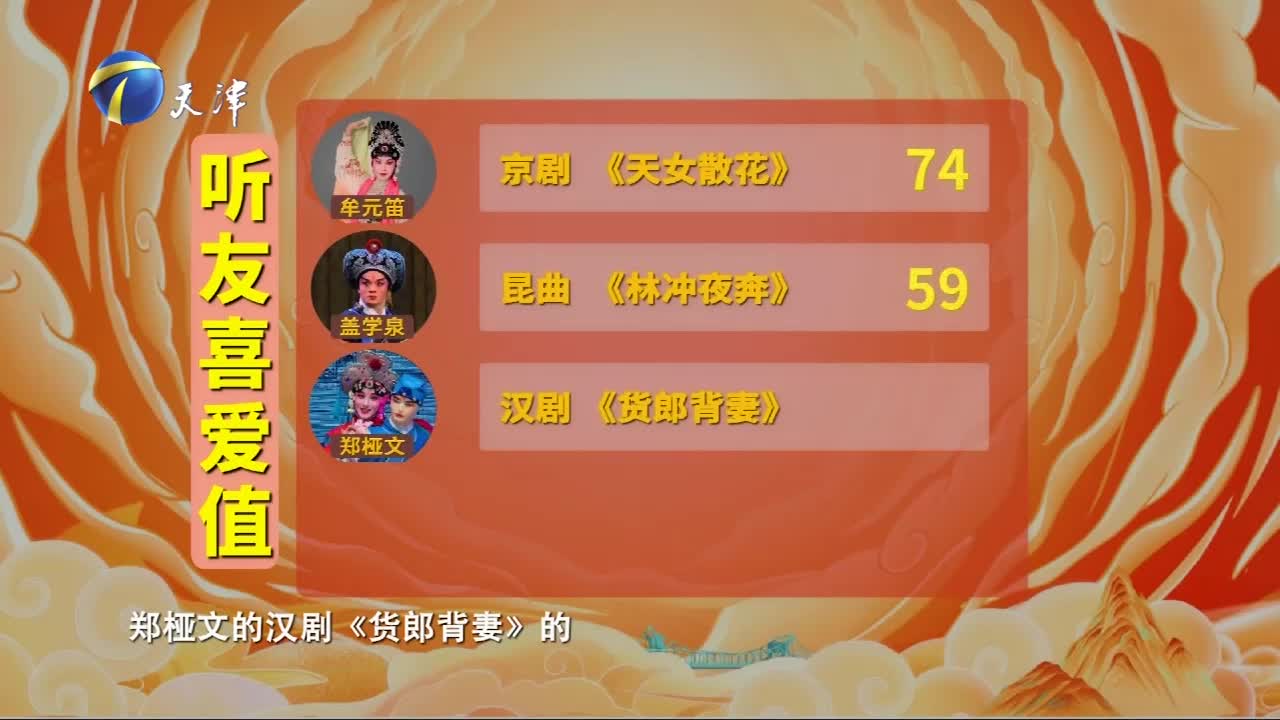 天津
听友喜爱值
牟元笛
京剧 《天女散花》 74
盖学泉
昆曲 《林冲夜奔》 59
郑桠文
汉剧 《货郎背妻》
郑桠文的汉剧《货郎背妻》的